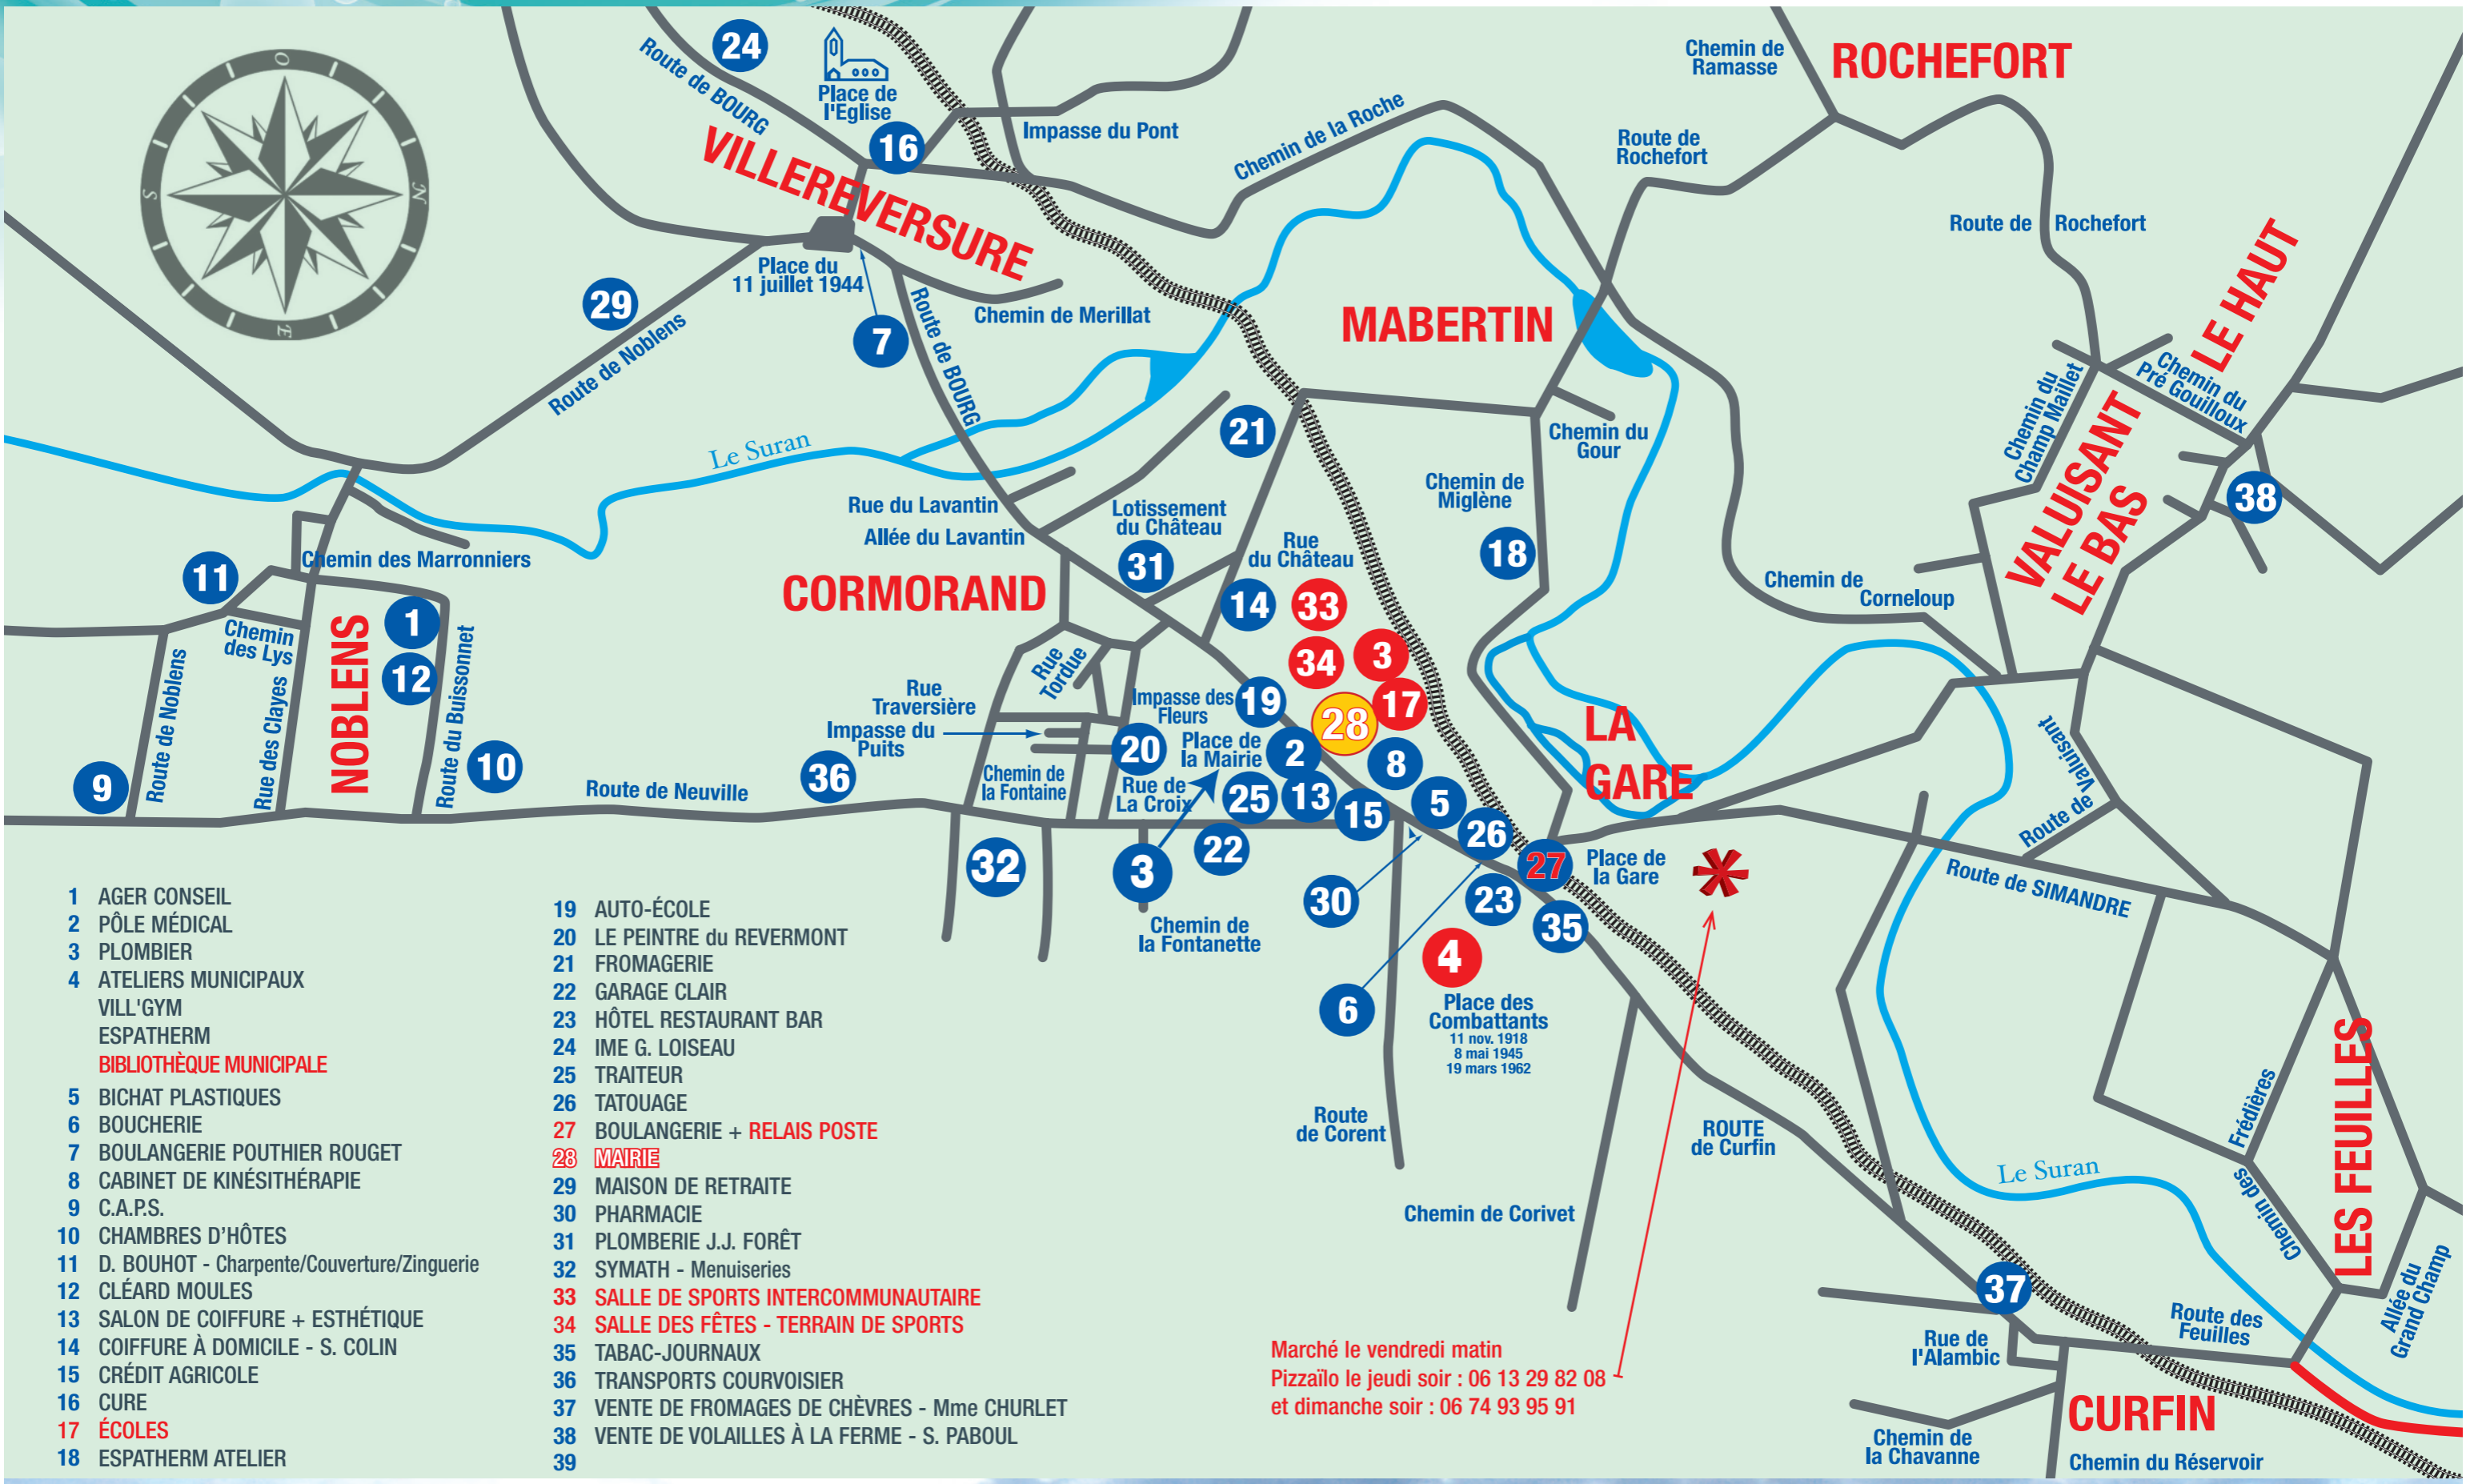 O
N
E
S
24
Route de BOURG
Place de
l'Eglise
16
VILLEREVERSURE
Impasse du Pont
Chemin de la Roche
Chemin de
Ramasse
ROCHEFORT
Route de
Rochefort
Route de Rochefort
LE HAUT
29
Route de Noblens
Place du
11 juillet 1944
7
Route de BOURG
Chemin de Merillat
MABERTIN
21
Chemin du
Gour
Chemin du
Champ Maillet
Chemin du
Pré Gouilloux
VALUISANT
LE BAS
38
Le Suran
Rue du Lavantin
Allée du Lavantin
Lotissement
du Château
31
Rue
du Château
Chemin de
Miglène
18
Chemin de
Corneloup
11
Chemin des Marronniers
Chemin
des Lys
1
12
NOBLENS
Route de Noblens
Rue des Clayes
Route du Buissonnet
9
10
CORMORAND
14
33
34
3
17
28
19
2
8
Rue
Tordue
Rue
Traversière
Impasse du
Puits
Impasse des
Fleurs
Place de
la Mairie
20
36
Route de Neuville
Chemin de
la Fontaine
Rue de
La Croix
25
13
15
5
26
LA
GARE
Route de
Valuisant
32
3
22
Chemin de
la Fontanette
30
6
23
27
35
Place de
la Gare
*
Route de SIMANDRE
4
Place des
Combattants
11 nov. 1918
8 mai 1945
19 mars 1962
Route
de Corent
ROUTE
de Curfin
Chemin de Corivet
Le Suran
Chemin des
Frédières
LES FEUILLES
Allée du
Grand Champ
37
Route des
Feuilles
Rue de
l'Alambic
CURFIN
Chemin de
la Chavanne
Chemin du Réservoir
1 AGER CONSEIL
2 PÔLE MÉDICAL
3 PLOMBIER
4 ATELIERS MUNICIPAUX
VILL'GYM
ESPATHERM
BIBLIOTHÈQUE MUNICIPALE
5 BICHAT PLASTIQUES
6 BOUCHERIE
7 BOULANGERIE POUTHIER ROUGET
8 CABINET DE KINÉSITHÉRAPIE
9 C.A.P.S.
10 CHAMBRES D'HÔTES
11 D. BOUHOT - Charpente/Couverture/Zinguerie
12 CLÉARD MOULES
13 SALON DE COIFFURE + ESTHÉTIQUE
14 COIFFURE À DOMICILE - S. COLIN
15 CRÉDIT AGRICOLE
16 CURE
17 ÉCOLES
18 ESPATHERM ATELIER
19 AUTO-ÉCOLE
20 LE PEINTRE du REVERMONT
21 FROMAGERIE
22 GARAGE CLAIR
23 HÔTEL RESTAURANT BAR
24 IME G. LOISEAU
25 TRAITEUR
26 TATOUAGE
27 BOULANGERIE + RELAIS POSTE
28 MAIRIE
29 MAISON DE RETRAITE
30 PHARMACIE
31 PLOMBERIE J.J. FORÊT
32 SYMATH - Menuiseries
33 SALLE DE SPORTS INTERCOMMUNAUTAIRE
34 SALLE DES FÊTES - TERRAIN DE SPORTS
35 TABAC-JOURNAUX
36 TRANSPORTS COURVOISIER
37 VENTE DE FROMAGES DE CHÈVRES - Mme CHURLET
38 VENTE DE VOLAILLES À LA FERME - S. PABOUL
39
Marché le vendredi matin
Pizzaïlo le jeudi soir : 06 13 29 82 08
et dimanche soir : 06 74 93 95 91